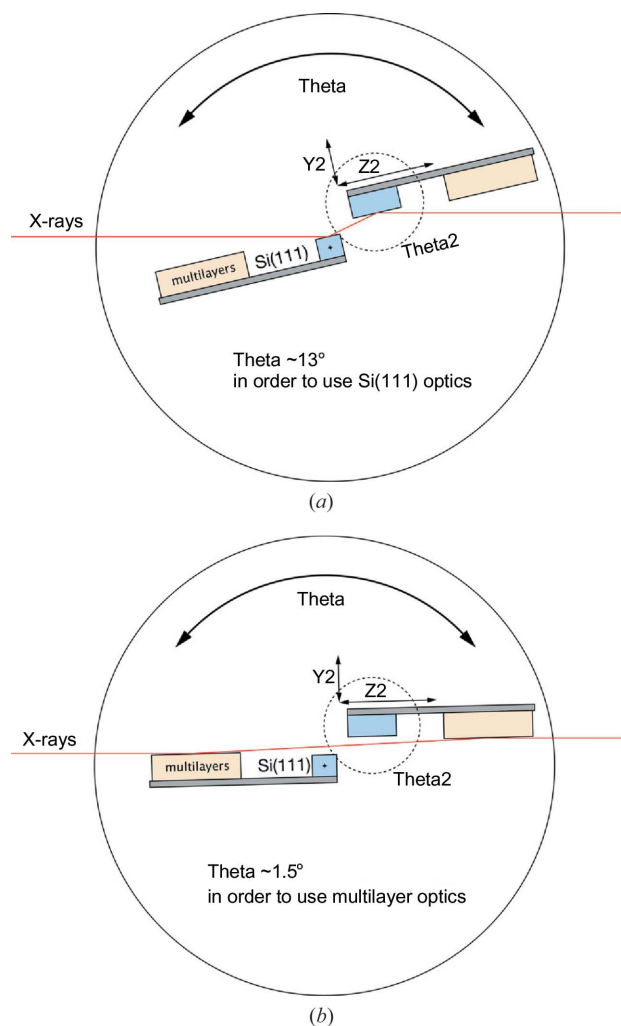 Theta
Y2
Z2
X-rays
Theta2
multilayers
Si(111)
Theta ~13°
in order to use Si(111) optics
(a)
Theta
Y2
Z2
X-rays
multilayers
Si(111)
Theta2
Theta ~1.5°
in order to use multilayer optics
(b)